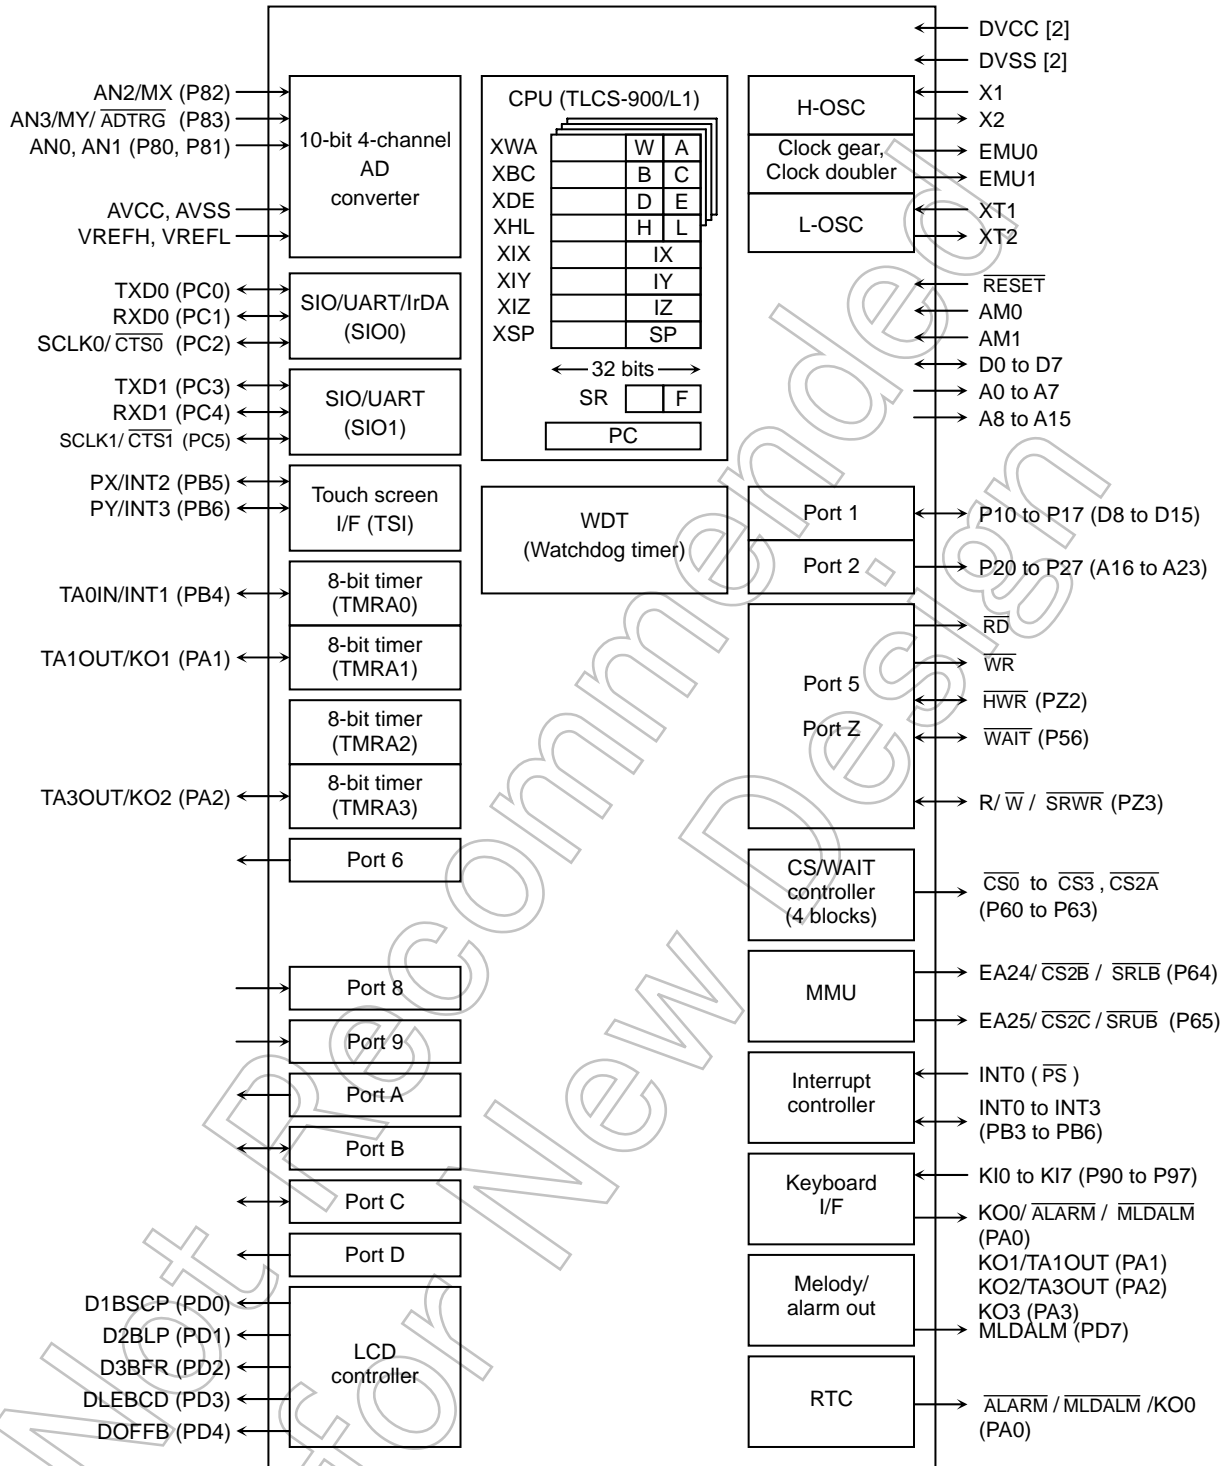 DVCC [2]
DVSS [2]
AN2/MX (P82)
AN3/MY/ ADTRG (P83)
AN0, AN1 (P80, P81)
AVCC, AVSS
VREFH, VREFL
10-bit 4-channel
AD
converter
TXD0 (PC0)
RXD0 (PC1)
SCLK0/ CTS0 (PC2)
SIO/UART/IrDA
(SIO0)
TXD1 (PC3)
RXD1 (PC4)
SCLK1/ CTS1 (PC5)
SIO/UART
(SIO1)
PX/INT2 (PB5)
PY/INT3 (PB6)
Touch screen
I/F (TSI)
TA0IN/INT1 (PB4)
8-bit timer
(TMRA0)
TA1OUT/KO1 (PA1)
8-bit timer
(TMRA1)
8-bit timer
(TMRA2)
TA3OUT/KO2 (PA2)
8-bit timer
(TMRA3)
Port 6
Port 8
Port 9
Port A
Port B
Port C
Port D
D1BSCP (PD0)
D2BLP (PD1)
D3BFR (PD2)
DLEBCD (PD3)
DOFFB (PD4)
LCD
controller
CPU (TLCS-900/L1)
XWA W A
XBC B C
XDE D E
XHL H L
XIX IX
XIY IY
XIZ IZ
XSP SP
32 bits
SR F
PC
WDT
(Watchdog timer)
H-OSC
X1
X2
Clock gear,
Clock doubler
EMU0
EMU1
L-OSC
XT1
XT2
RESET
AM0
AM1
D0 to D7
A0 to A7
A8 to A15
Port 1
P10 to P17 (D8 to D15)
Port 2
P20 to P27 (A16 to A23)
Port 5
Port Z
RD
WR
HWR (PZ2)
WAIT (P56)
R/ W / SRWR (PZ3)
CS/WAIT
controller
(4 blocks)
CS0 to CS3 , CS2A
(P60 to P63)
MMU
EA24/ CS2B / SRLB (P64)
EA25/ CS2C / SRUB (P65)
Interrupt
controller
INT0 ( PS )
INT0 to INT3
(PB3 to PB6)
Keyboard
I/F
KI0 to KI7 (P90 to P97)
KO0/ ALARM / MLDALM
(PA0)
KO1/TA1OUT (PA1)
KO2/TA3OUT (PA2)
KO3 (PA3)
Melody/
alarm out
MLDALM (PD7)
RTC
ALARM / MLDALM /KO0
(PA0)
Not Recommended
for New Design